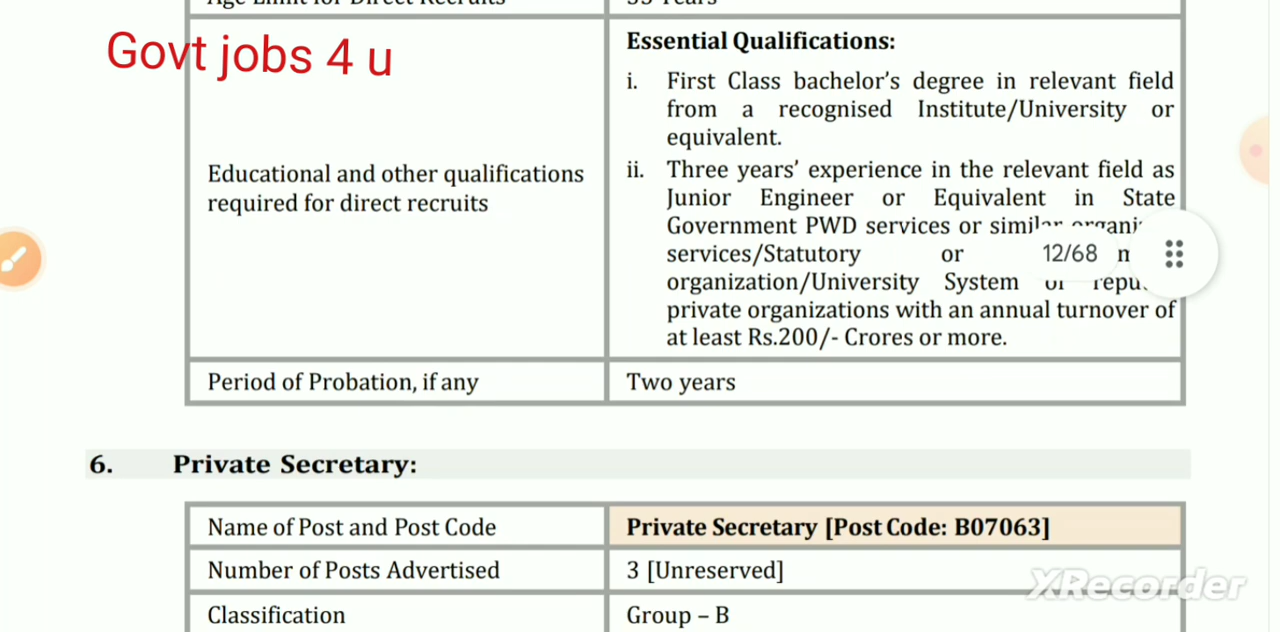 Govt jobs 4 u
Essential Qualifications:
i. First Class bachelor's degree in relevant field
from a recognised Institute/University or
equivalent.
Educational and other qualifications
required for direct recruits
ii. Three years' experience in the relevant field as
Junior Engineer or Equivalent in State
Government PWD services or similar
services/Statutory or
organization/University System or
private organizations with an annual turnover of
at least Rs.200/- Crores or more.
12/68
Period of Probation, if any Two years
6. Private Secretary:
Name of Post and Post Code Private Secretary [Post Code: B07063]
Number of Posts Advertised 3 [Unreserved]
Classification Group – B
XRecorder